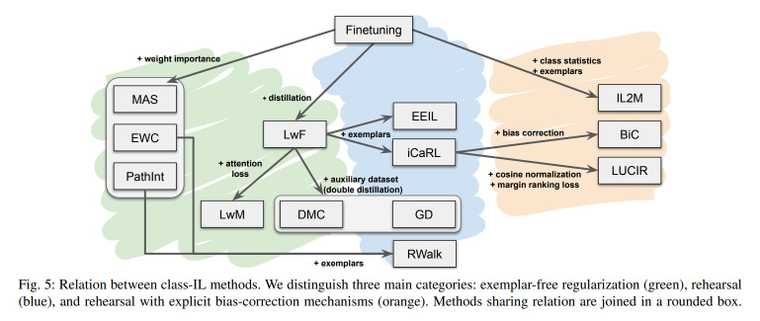 Finetuning
+ weight importance
+ class statistics
+ exemplars
MAS
+ distillation
IL2M
EWC
LwF
+ exemplars
EEIL
iCaRL
+ bias correction
BiC
PathInt
+ attention
loss
+ auxiliary dataset
(double distillation)
+ cosine normalization
+ margin ranking loss
LUCIR
LwM
DMC
GD
RWalk
+ exemplars
Fig. 5: Relation between class-IL methods. We distinguish three main categories: exemplar-free regularization (green), rehearsal
(blue), and rehearsal with explicit bias-correction mechanisms (orange). Methods sharing relation are joined in a rounded box.